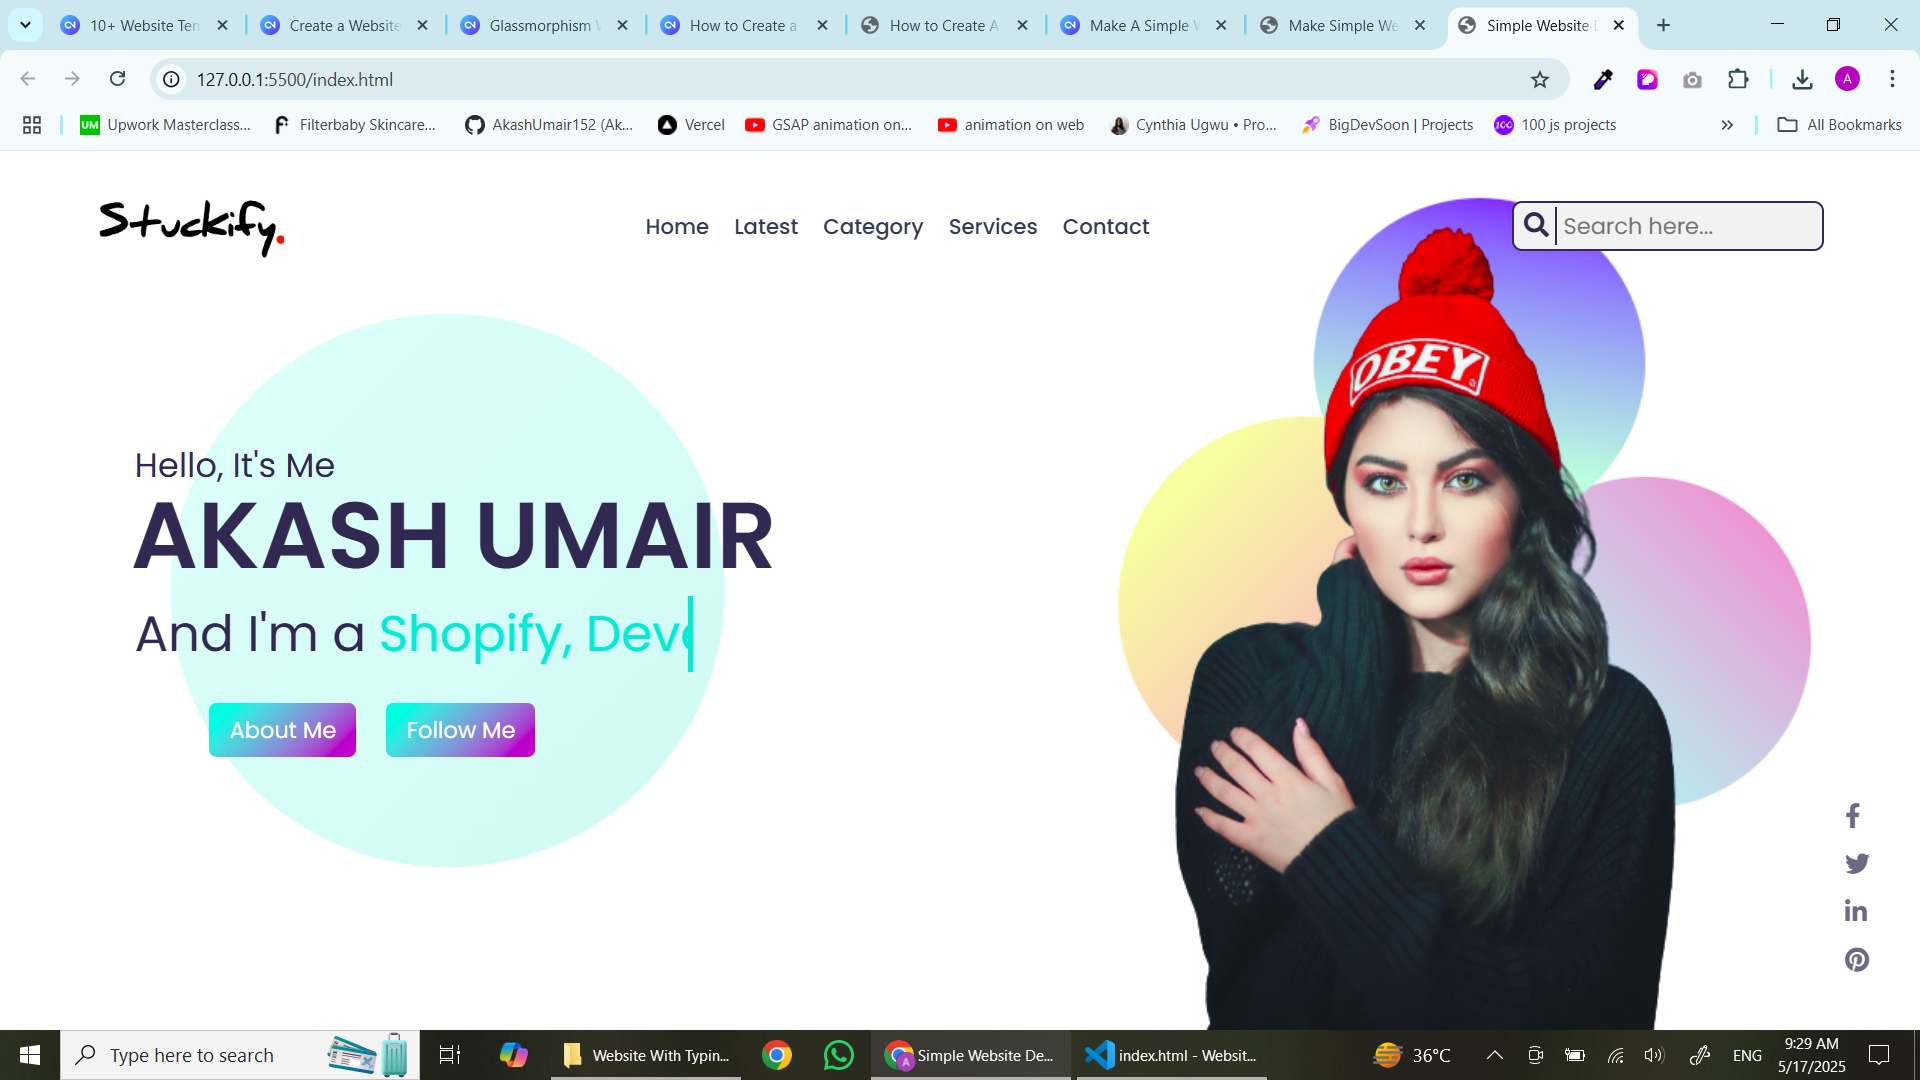 10+ Website Tem
Create a Website
Glassmorphism
How to Create a
How to Create A
Make A Simple
Make Simple We
Simple Website
127.0.0.1:5500/index.html
A
UM Upwork Masterclass...
Filterbaby Skincare...
AkashUmair152 (Ak...
Vercel
GSAP animation on...
animation on web
Cynthia Ugwu • Pro...
BigDevSoon | Projects
100 100 js projects
All Bookmarks
Stuckify.
Home Latest Category Services Contact
Search here...
OBEY
Hello, It's Me
AKASH UMAIR
And I'm a Shopify, Deve
About Me Follow Me
Type here to search
Website With Typin...
Simple Website De...
index.html - Websit...
36°C
ENG
9:29 AM
5/17/2025